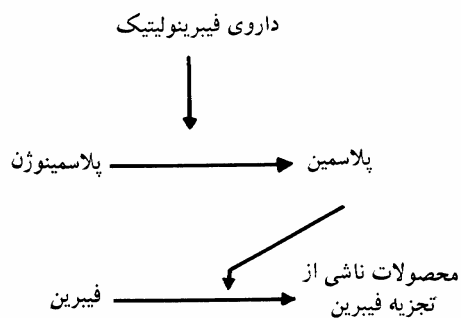 داروی فیبرینولیتیک
پلاسمین
پلاسمینوژن
محصولات ناشی از
تجزیه فیبرین
فیبرین